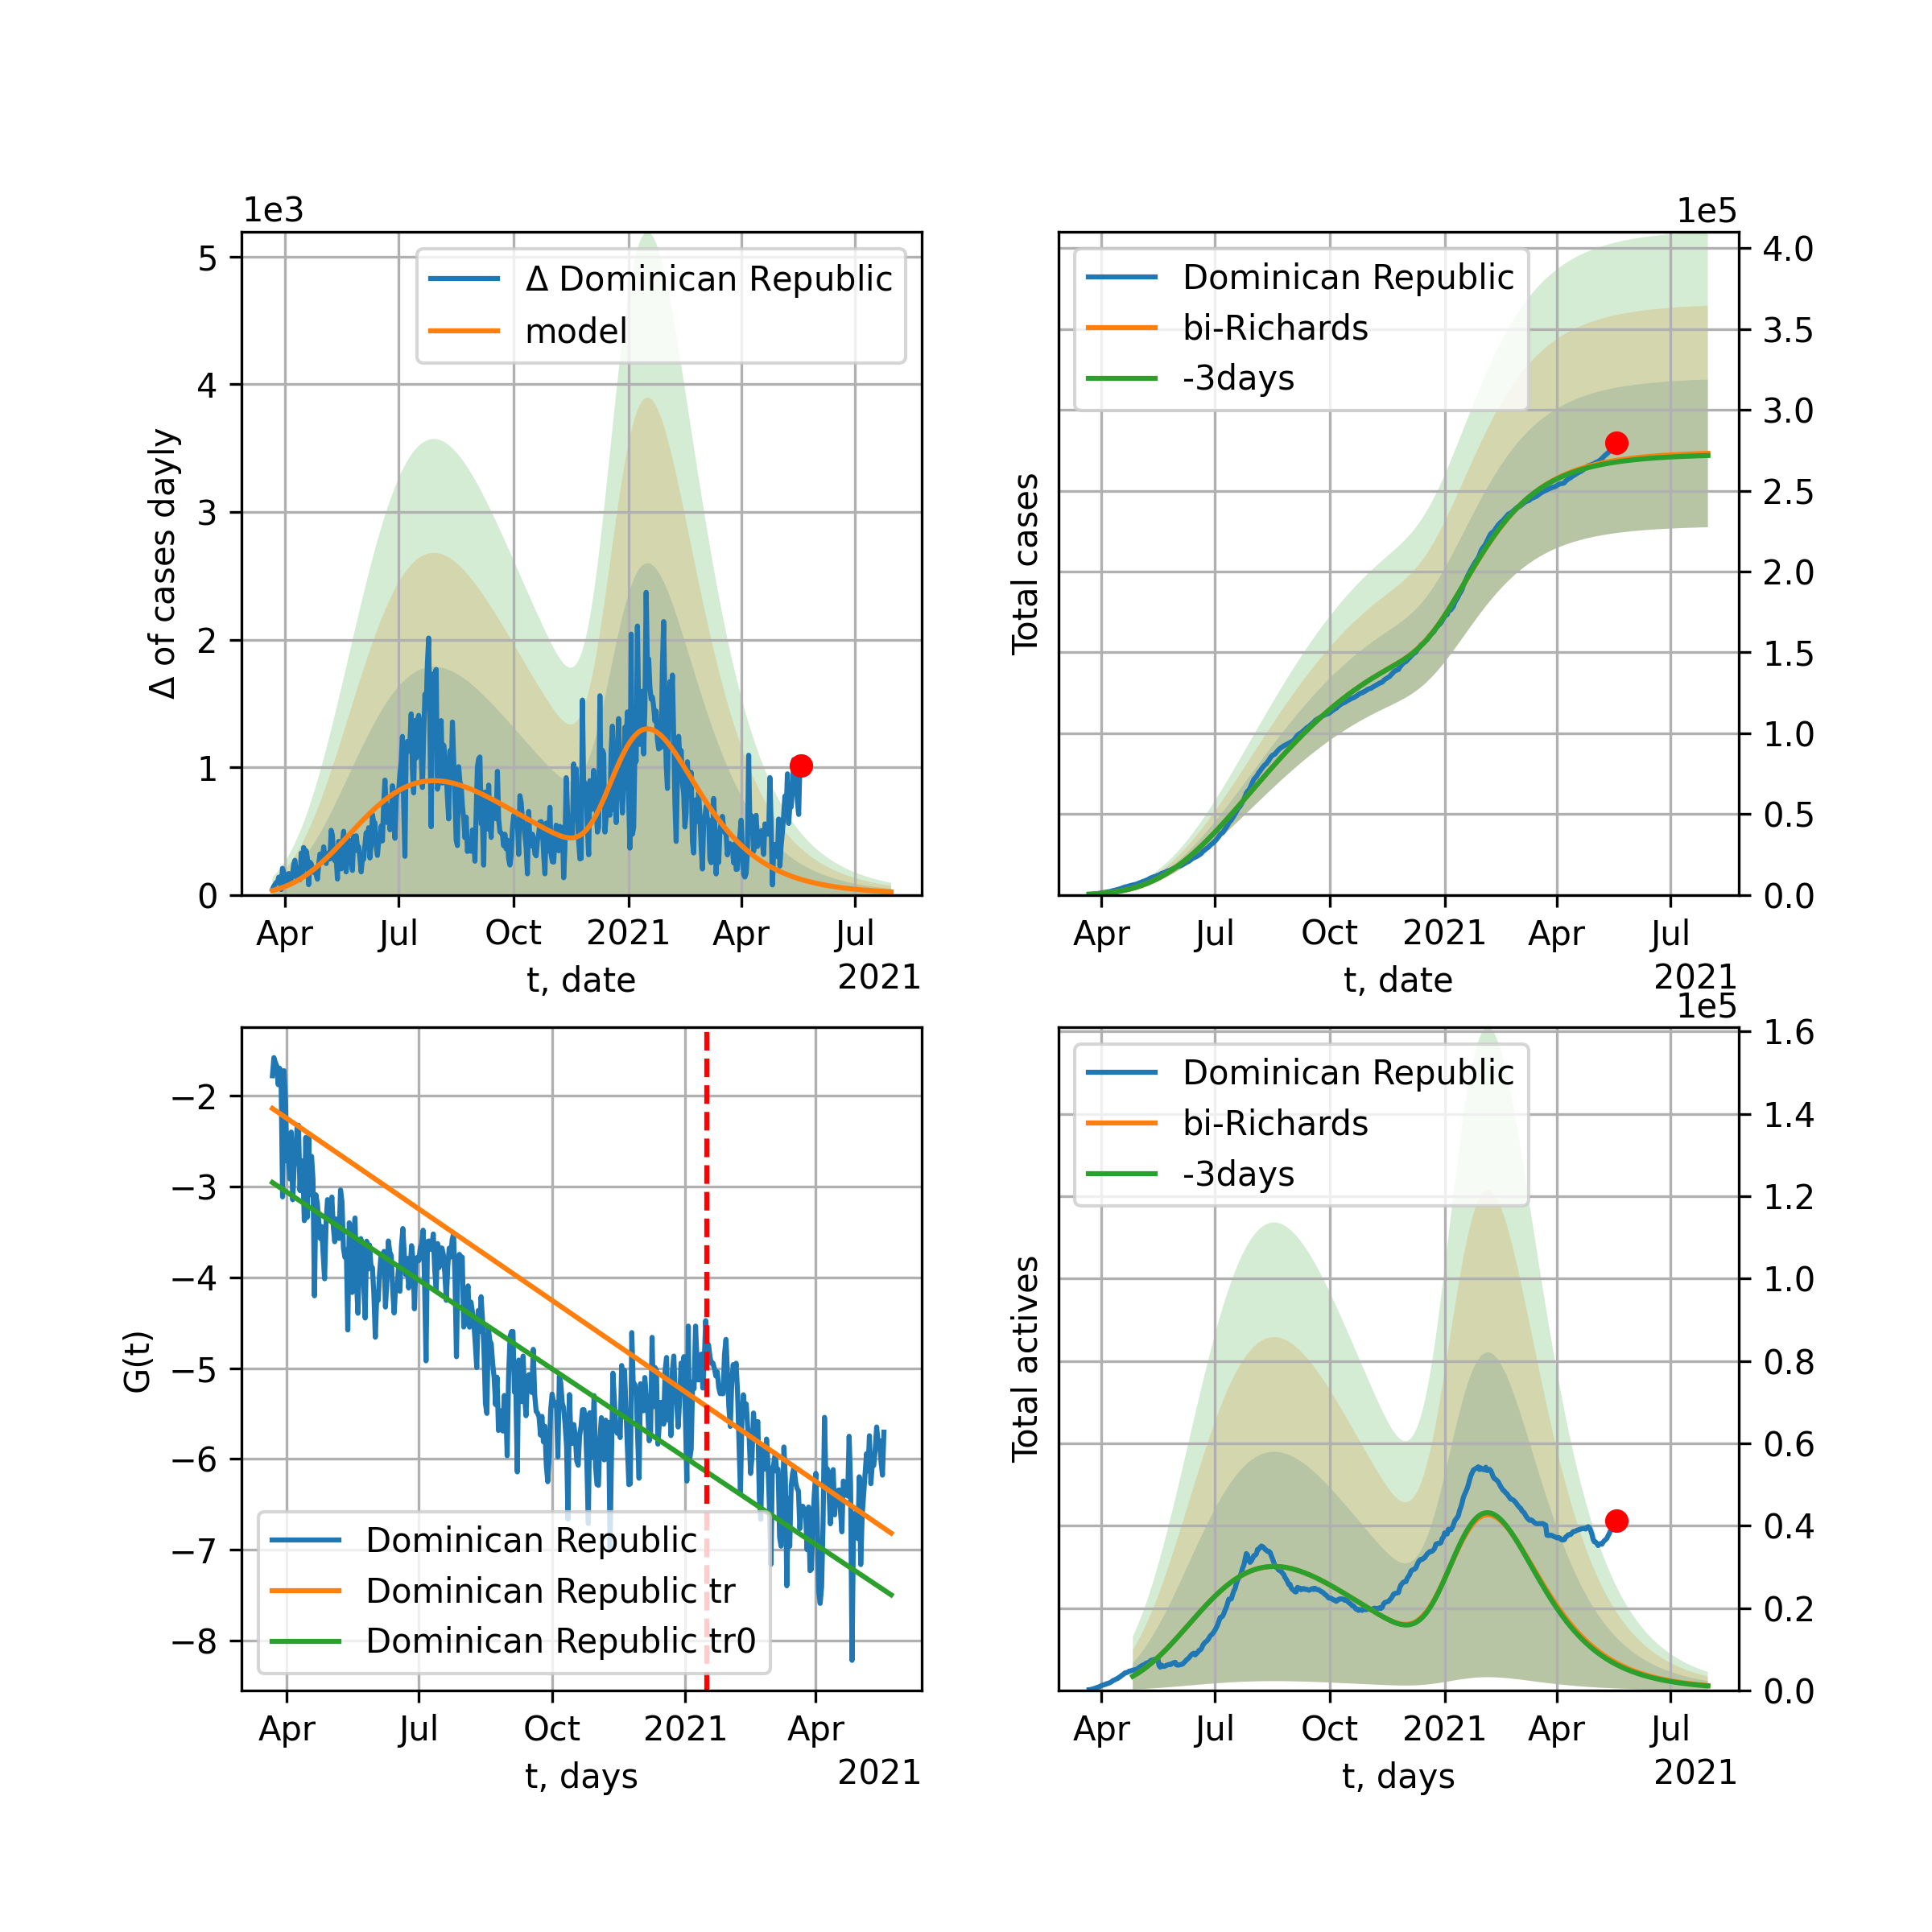 1e3
5
4
3
2
1
0
Δ of cases dayly
Δ Dominican Republic
model
Apr Jul Oct 2021 Apr Jul
t, date
2021
1e5
4.0
3.5
3.0
2.5
2.0
1.5
1.0
0.5
0.0
Total cases
Dominican Republic
bi-Richards
-3days
Apr Jul Oct 2021 Apr Jul
t, date
2021
−2
−3
−4
−5
−6
−7
−8
G(t)
Dominican Republic
Dominican Republic tr
Dominican Republic tr0
Apr Jul Oct 2021 Apr
t, days
2021
1e5
1.6
1.4
1.2
1.0
0.8
0.6
0.4
0.2
0.0
Total actives
Dominican Republic
bi-Richards
-3days
Apr Jul Oct 2021 Apr Jul
t, days
2021